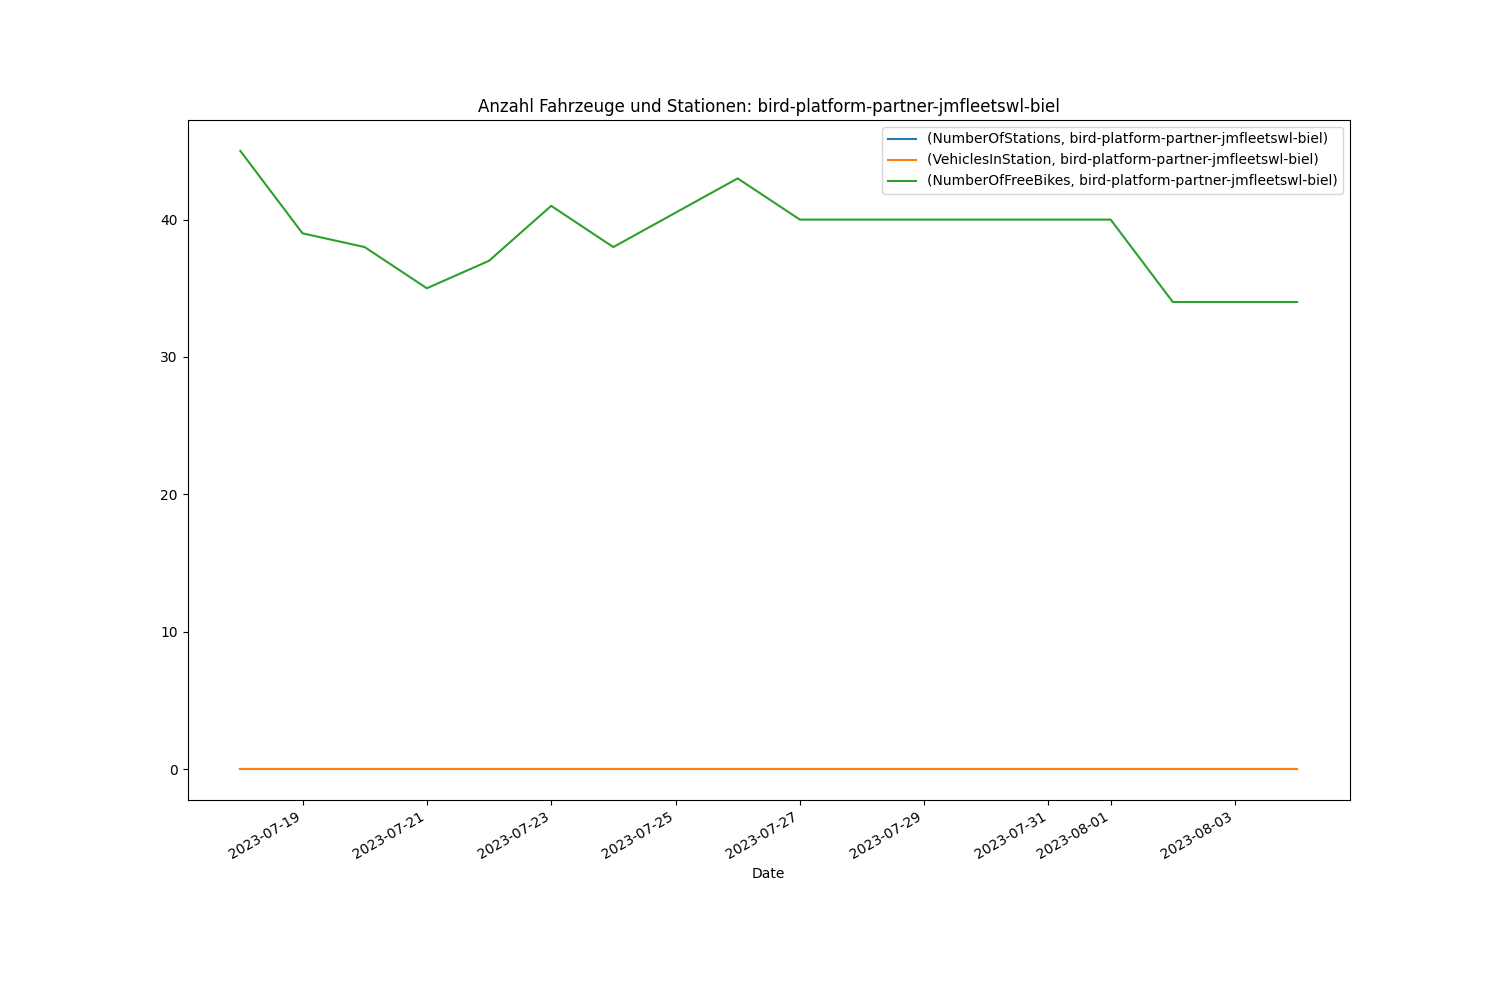 Anzahl Fahrzeuge und Stationen: bird-platform-partner-jmfleetswl-biel
(NumberOfStations, bird-platform-partner-jmfleetswl-biel)
(VehiclesInStation, bird-platform-partner-jmfleetswl-biel)
(NumberOfFreeBikes, bird-platform-partner-jmfleetswl-biel)
40
30
20
10
0
2023-07-19
2023-07-21
2023-07-23
2023-07-25
2023-07-27
2023-07-29
2023-07-31
2023-08-01
2023-08-03
Date